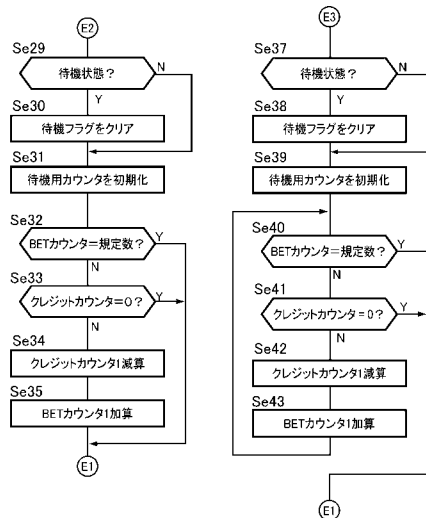 E2
Se29
待機状態？
N
Y
Se30
待機フラグをクリア
Se31
待機用カウンタを初期化
Se32
BETカウンター=規定数？
Y
N
Se33
クレジットカウンター=0？
Y
N
Se34
クレジットカウンタ1減算
Se35
BETカウンタ1加算
E1
E3
Se37
待機状態？
N
Y
Se38
待機フラグをクリア
Se39
待機用カウンタを初期化
Se40
BETカウンター=規定数？
Y
N
Se41
クレジットカウンター=0？
Y
N
Se42
クレジットカウンタ1減算
Se43
BETカウンタ1加算
E1